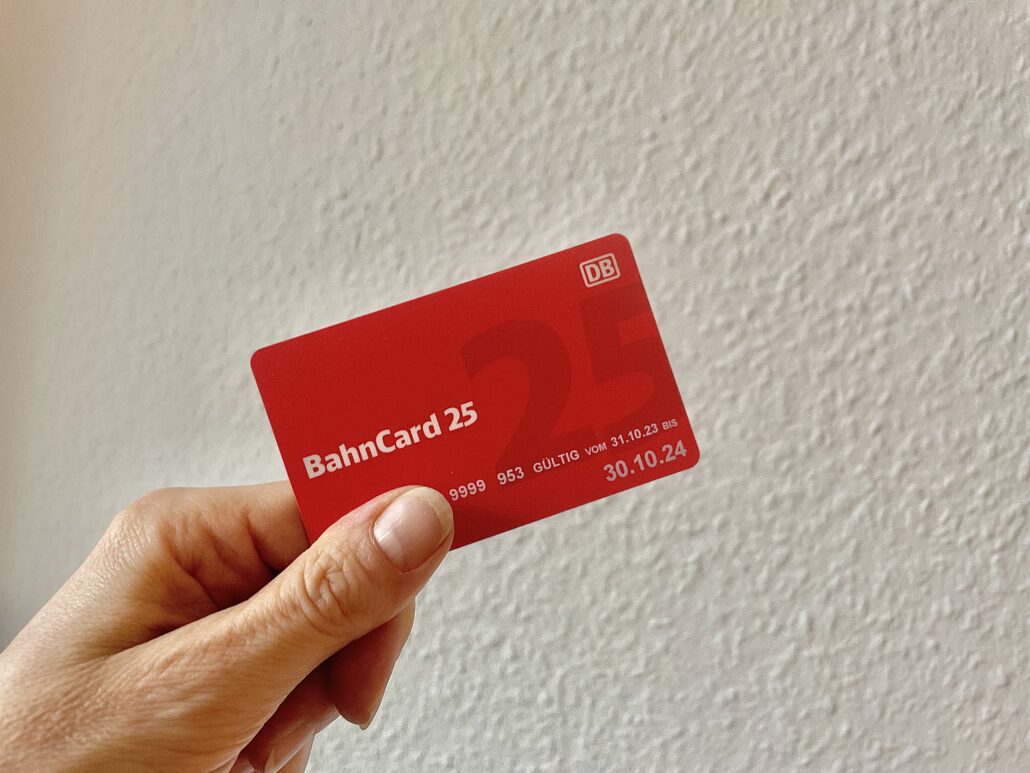 DB
25
BahnCard 25
9999 953 GÜLTIG VOM 31.10.23 BIS
30.10.24